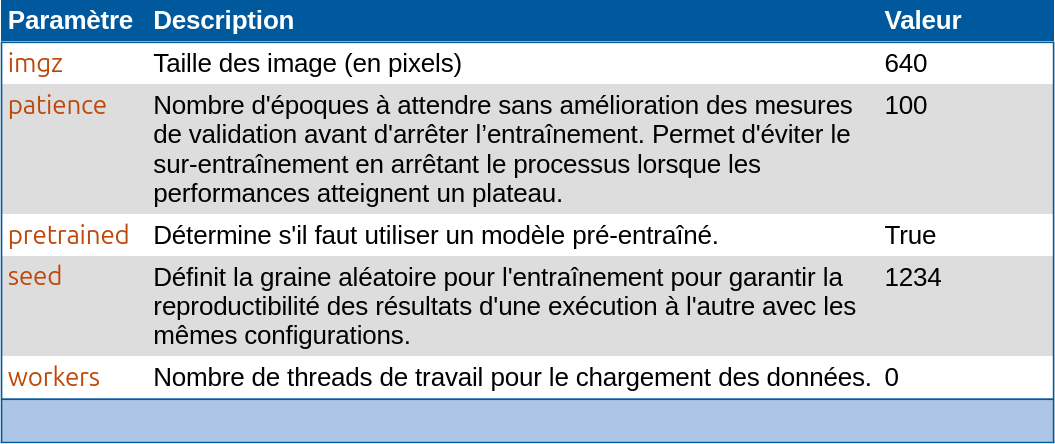 Paramètre Description Valeur
imgz Taille des image (en pixels) 640
patience Nombre d'époques à attendre sans amélioration des mesures 100
de validation avant d'arrêter l’entraînement. Permet d'éviter le
sur-entraînement en arrêtant le processus lorsque les
performances atteignent un plateau.
pretrained Détermine s'il faut utiliser un modèle pré-entraîné. True
seed Définit la graine aléatoire pour l'entraînement pour garantir la 1234
reproductibilité des résultats d'une exécution à l'autre avec les
mêmes configurations.
workers Nombre de threads de travail pour le chargement des données. 0